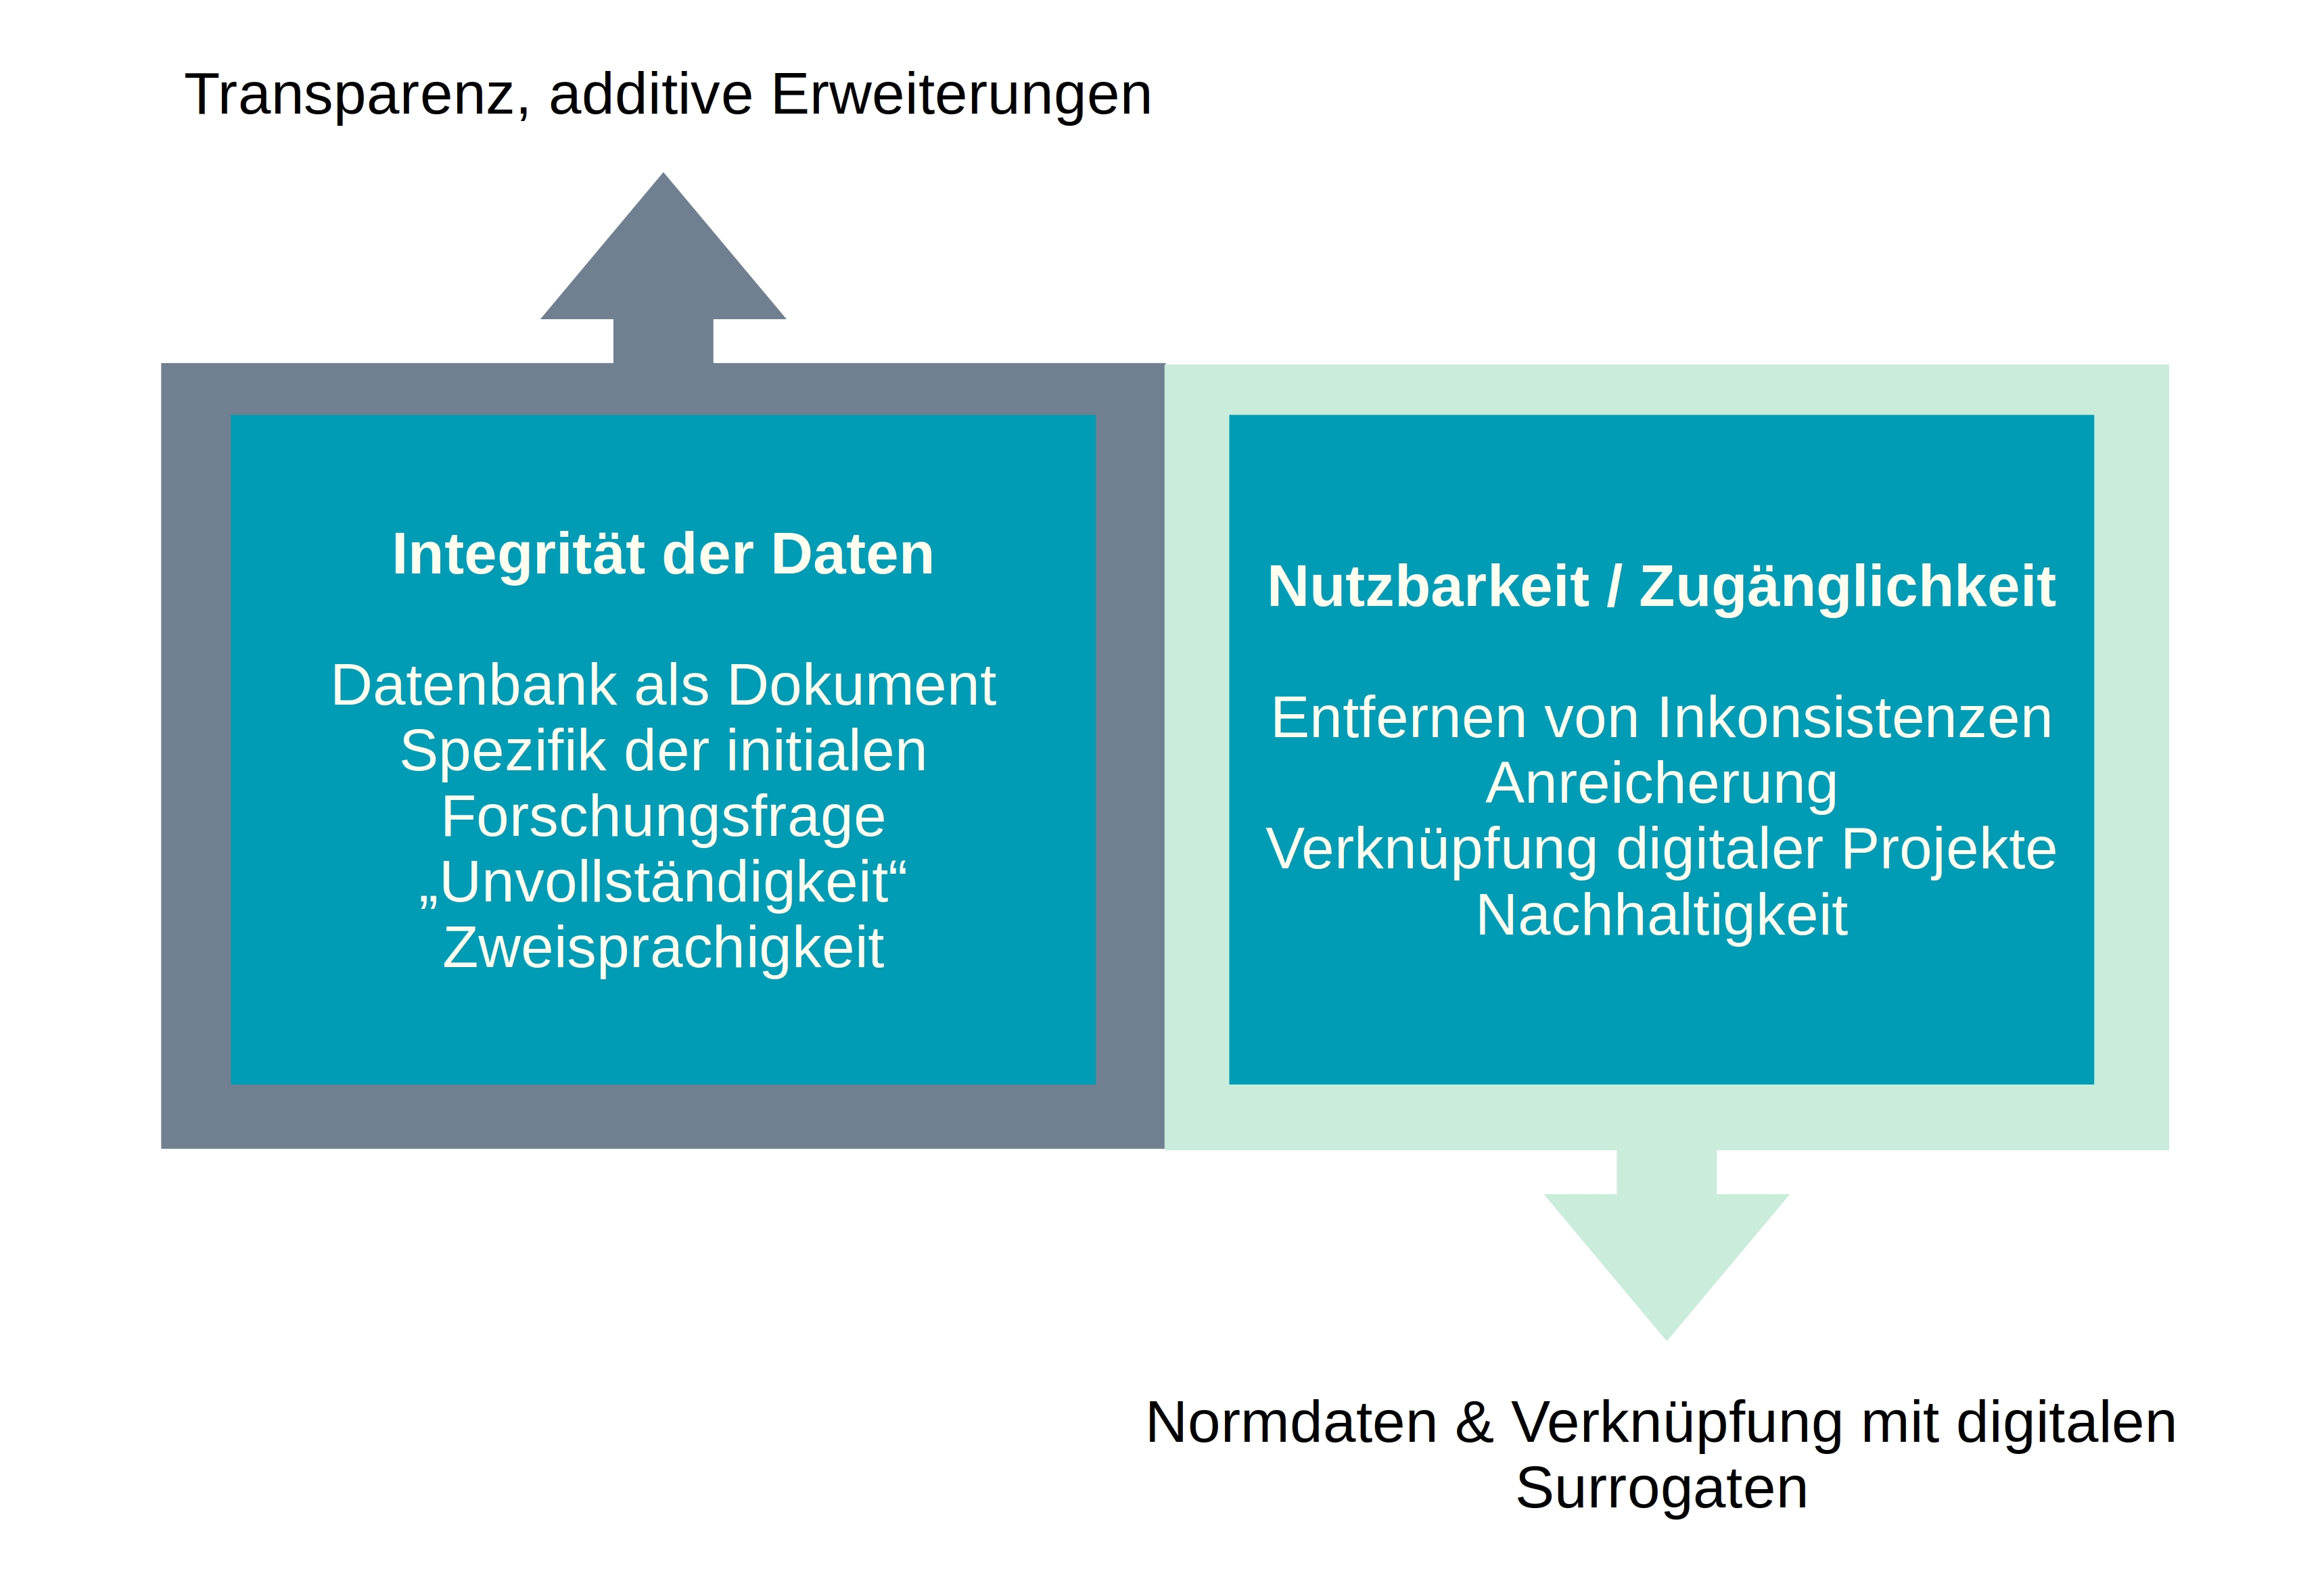 Transparenz, additive Erweiterungen
Integrität der Daten
Datenbank als Dokument
Spezifik der initialen
Forschungsfrage
„Unvollständigkeit“
Zweisprachigkeit
Nutzbarkeit / Zugänglichkeit
Entfernen von Inkonsistenzen
Anreicherung
Verknüpfung digitaler Projekte
Nachhaltigkeit
Normdaten & Verknüpfung mit digitalen
Surrogaten